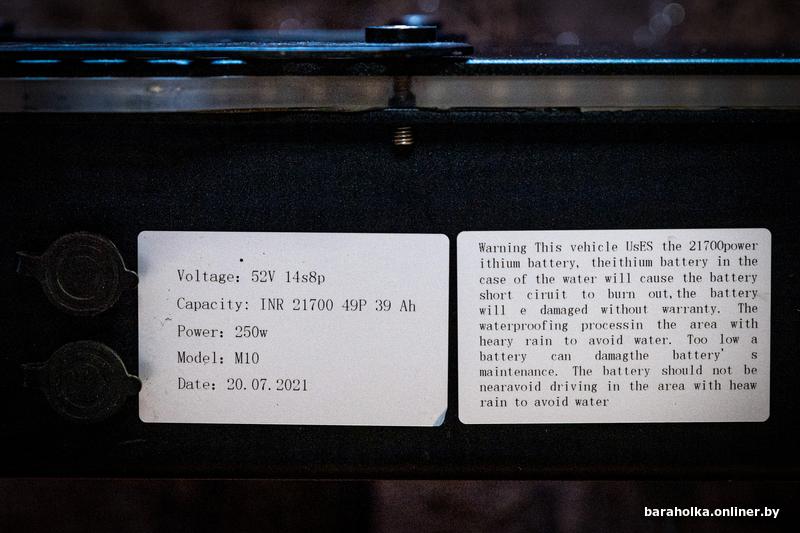 Voltage: 52V 14s8p
Capacity: INR 21700 49P 39 Ah
Power: 250w
Model: M10
Date: 20.07.2021
Warning This vehicle UsES the 21700power
ithium battery, theithium battery in the
case of the water will cause the battery
short ciruit to burn out,the battery
will e damaged without warranty. The
waterproofing processin the area with
heary rain to avoid water. Too low a
battery can damagthe battery' s
maintenance. The battery should not be
nearavoid driving in the area with heaw
rain to avoid water
baraholka.onliner.by